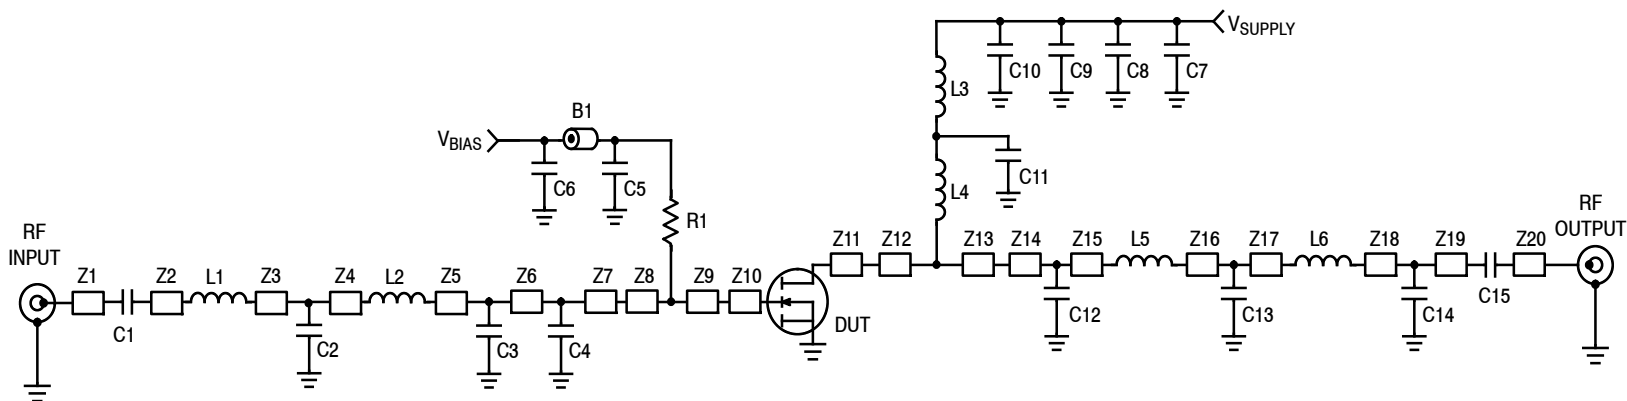 V_SUPPLY
C10 C9 C8 C7
L3
B1
V_BIAS
C6 C5
C11
L4
R1
RF
INPUT
RF
OUTPUT
Z11 Z12 Z13 Z14 Z15 L5 Z16 Z17 L6 Z18 Z19 Z20
Z1 Z2 L1 Z3 Z4 L2 Z5 Z6 Z7 Z8 Z9 Z10
C15
C12 C13 C14
DUT
C1
C2 C3 C4